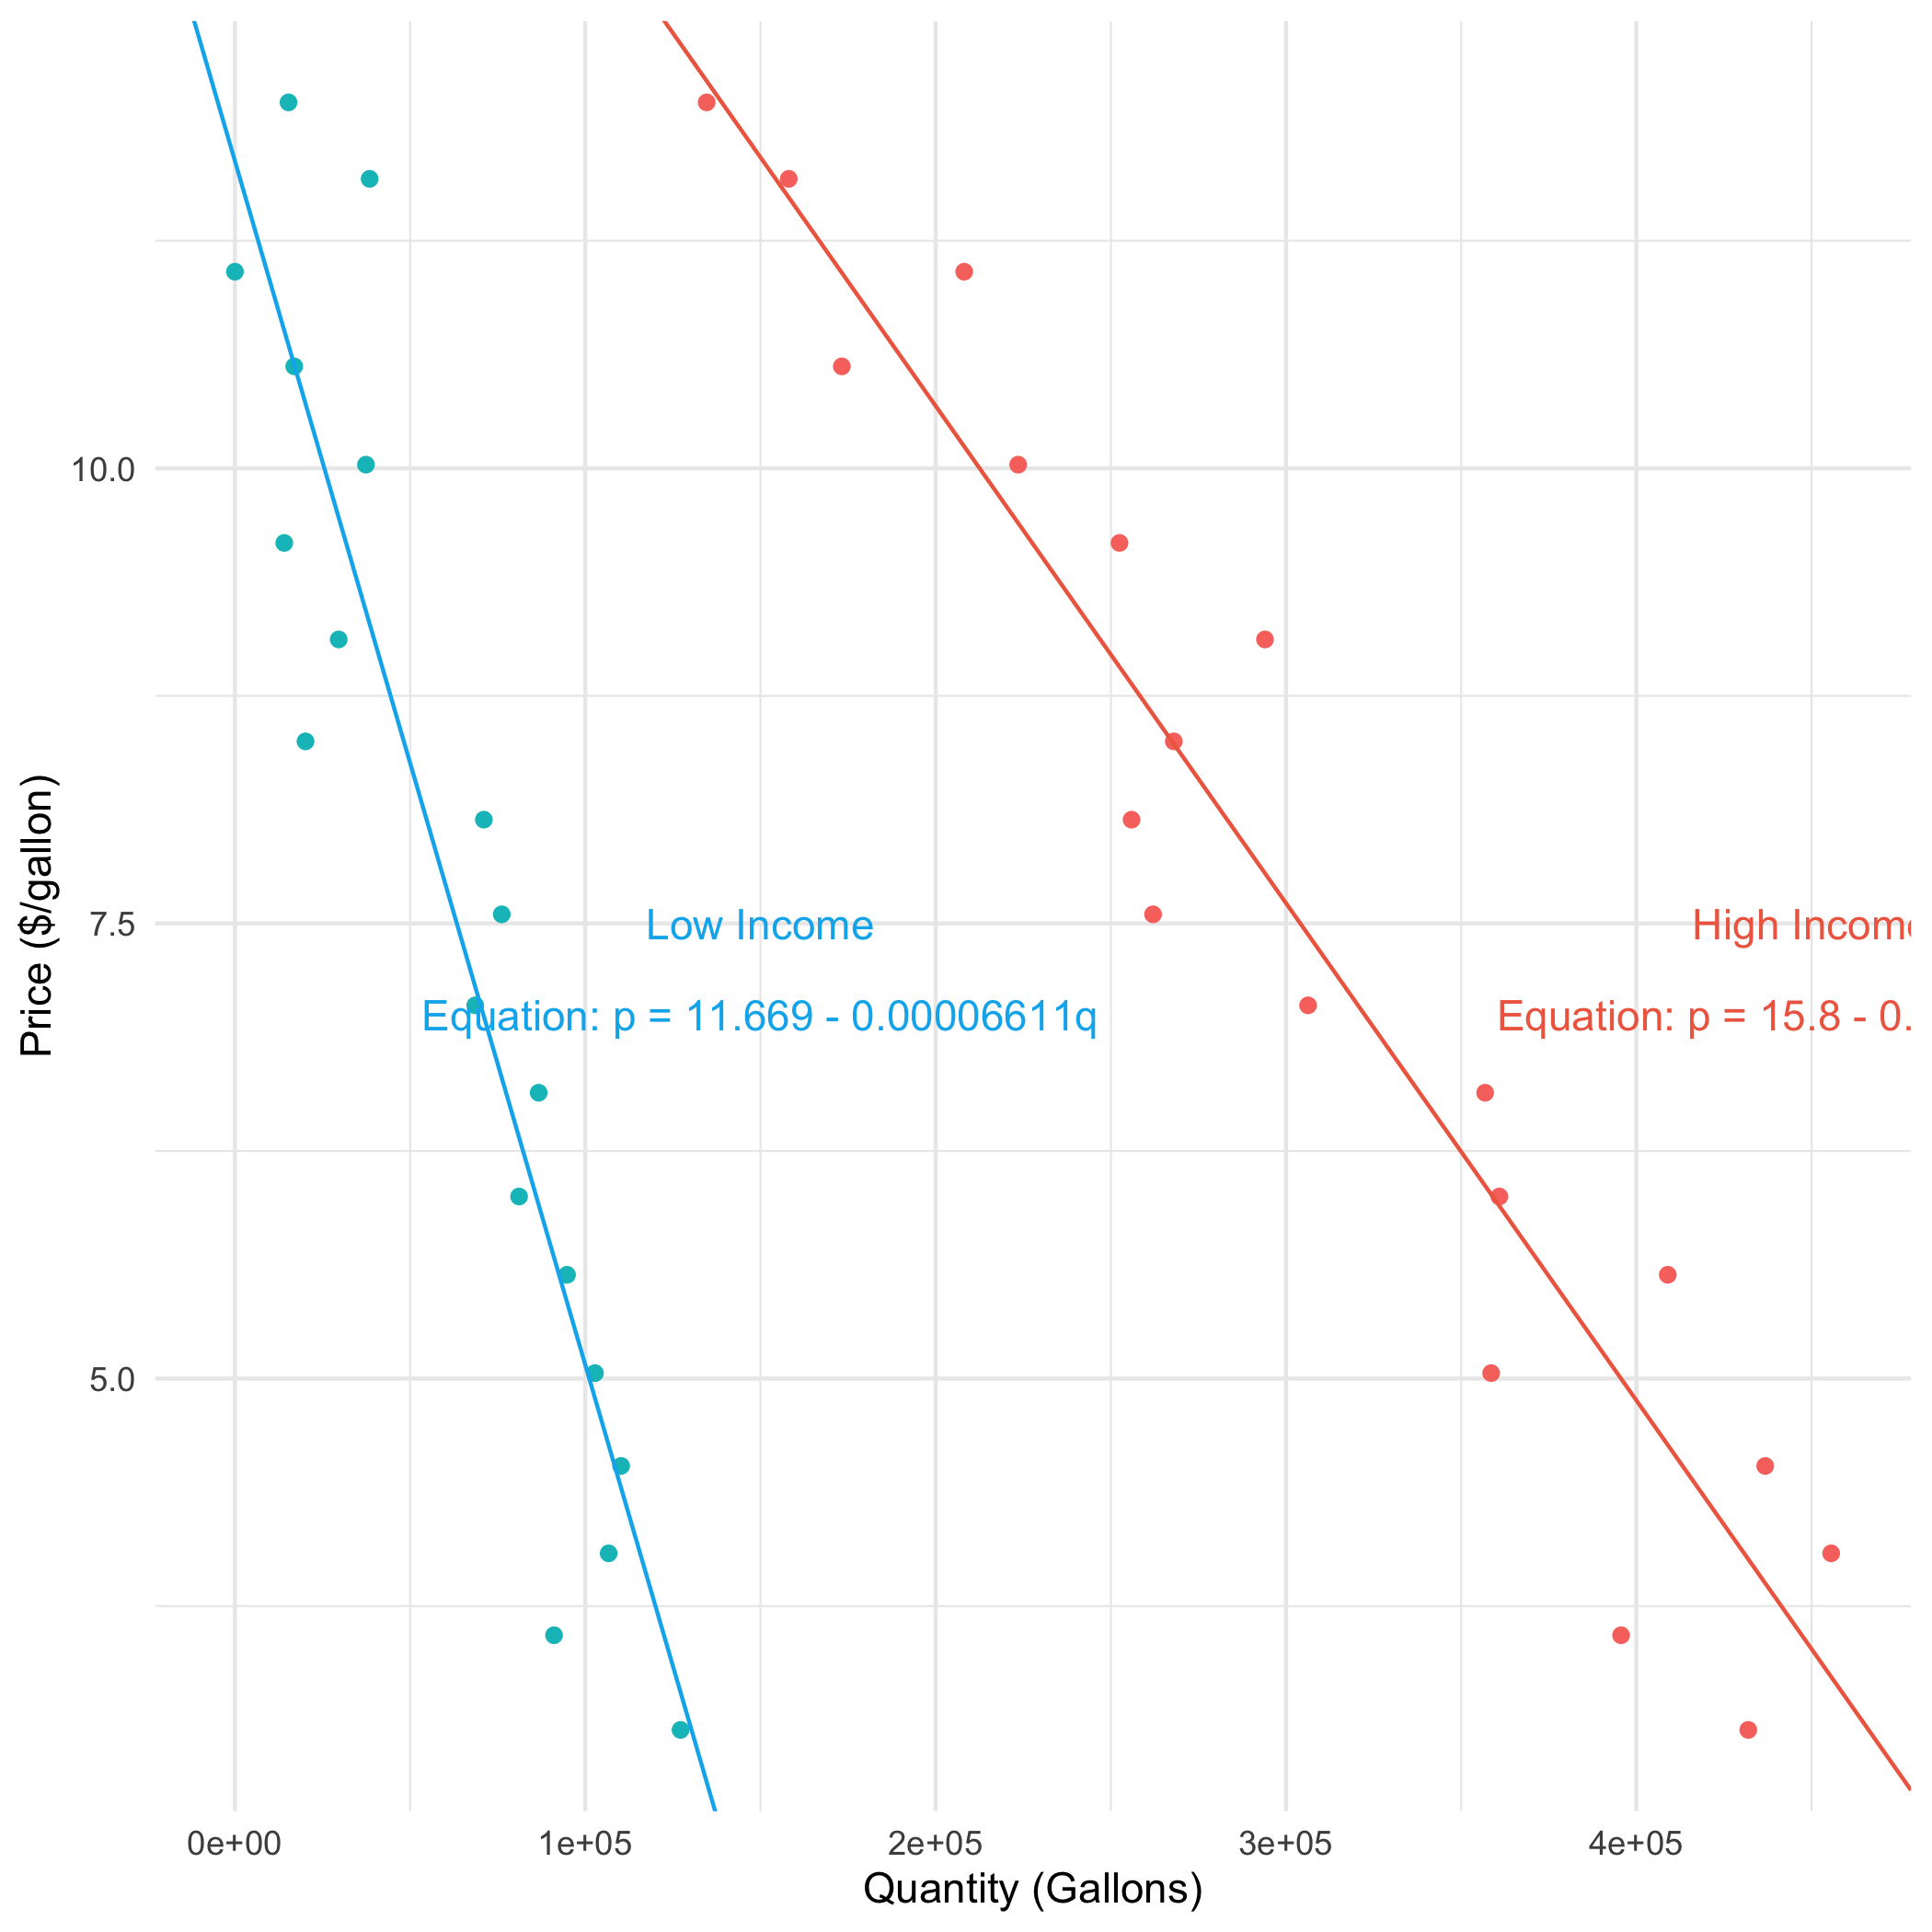 10.0
7.5
5.0
Price ($/gallon)
Low Income
Equation: p = 11.669 - 0.00006611q
High Income
Equation: p = 15.8 - 0.
0e+00
1e+05
2e+05
3e+05
4e+05
Quantity (Gallons)